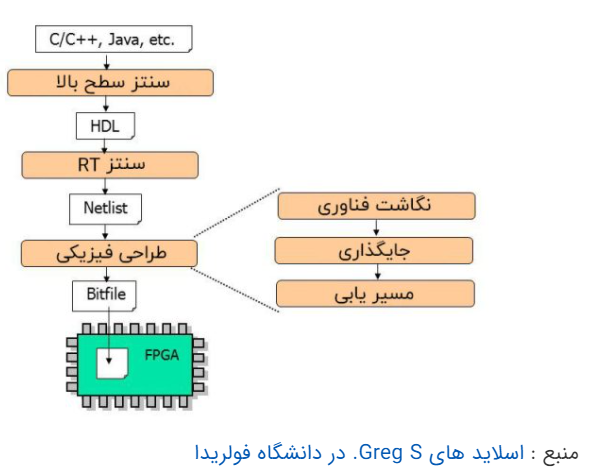 C/C++, Java, etc.
سنتز سطح بالا
HDL
سنتز RT
Netlist
طراحی فیزیکی
Bitfile
FPGA
نگاشت فناوری
جایگذاری
مسیر یابی
منبع : اسلاید های Greg S. در دانشگاه فولریدا